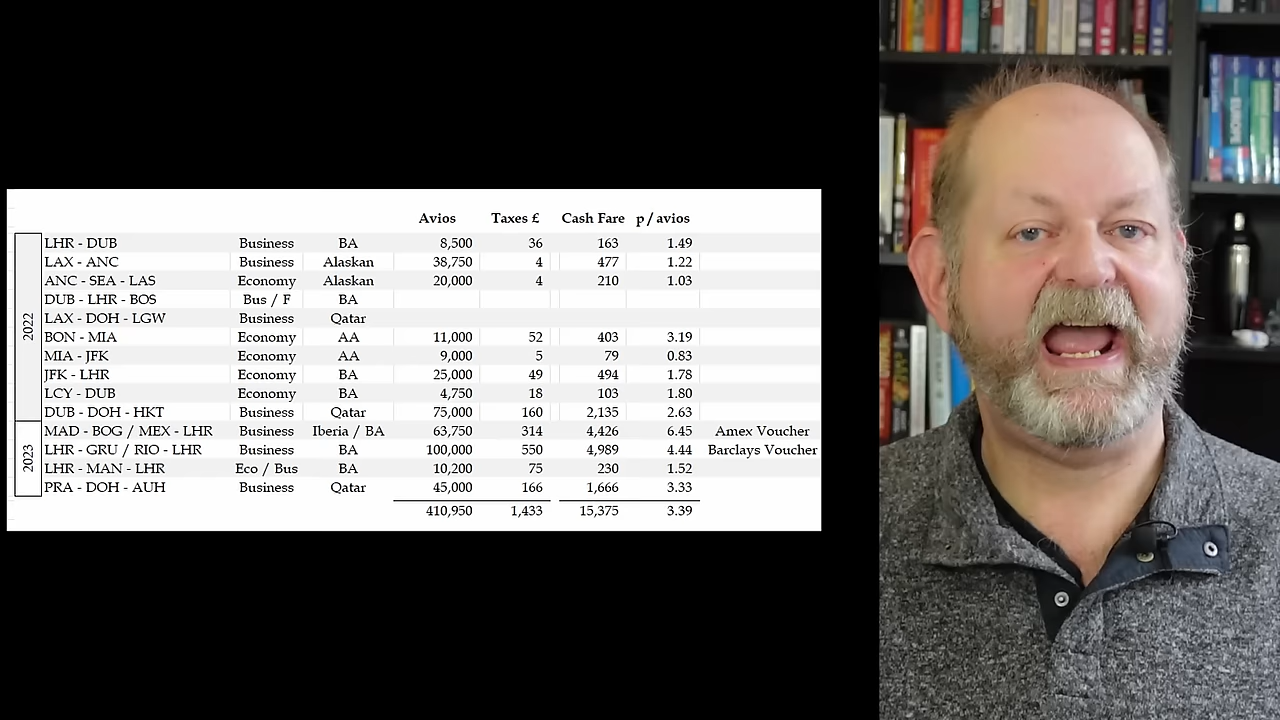 Avios Taxes £ Cash Fare p / avios
2022
LHR - DUB Business BA 8,500 36 163 1.49
LAX - ANC Business Alaskan 38,750 4 477 1.22
ANC - SEA - LAS Economy Alaskan 20,000 4 210 1.03
DUB - LHR - BOS Bus / F BA
LAX - DOH - LGW Business Qatar
BON - MIA Economy AA 11,000 52 403 3.19
MIA - JFK Economy AA 9,000 5 79 0.83
JFK - LHR Economy BA 25,000 49 494 1.78
LCY - DUB Economy BA 4,750 18 103 1.80
DUB - DOH - HKT Business Qatar 75,000 160 2,135 2.63
2023
MAD - BOG / MEX - LHR Business Iberia / BA 63,750 314 4,426 6.45 Amex Voucher
LHR - GRU / RIO - LHR Business BA 100,000 550 4,989 4.44 Barclays Voucher
LHR - MAN - LHR Eco / Bus BA 10,200 75 230 1.52
PRA - DOH - AUH Business Qatar 45,000 166 1,666 3.33
410,950 1,433 15,375 3.39
EUROPE